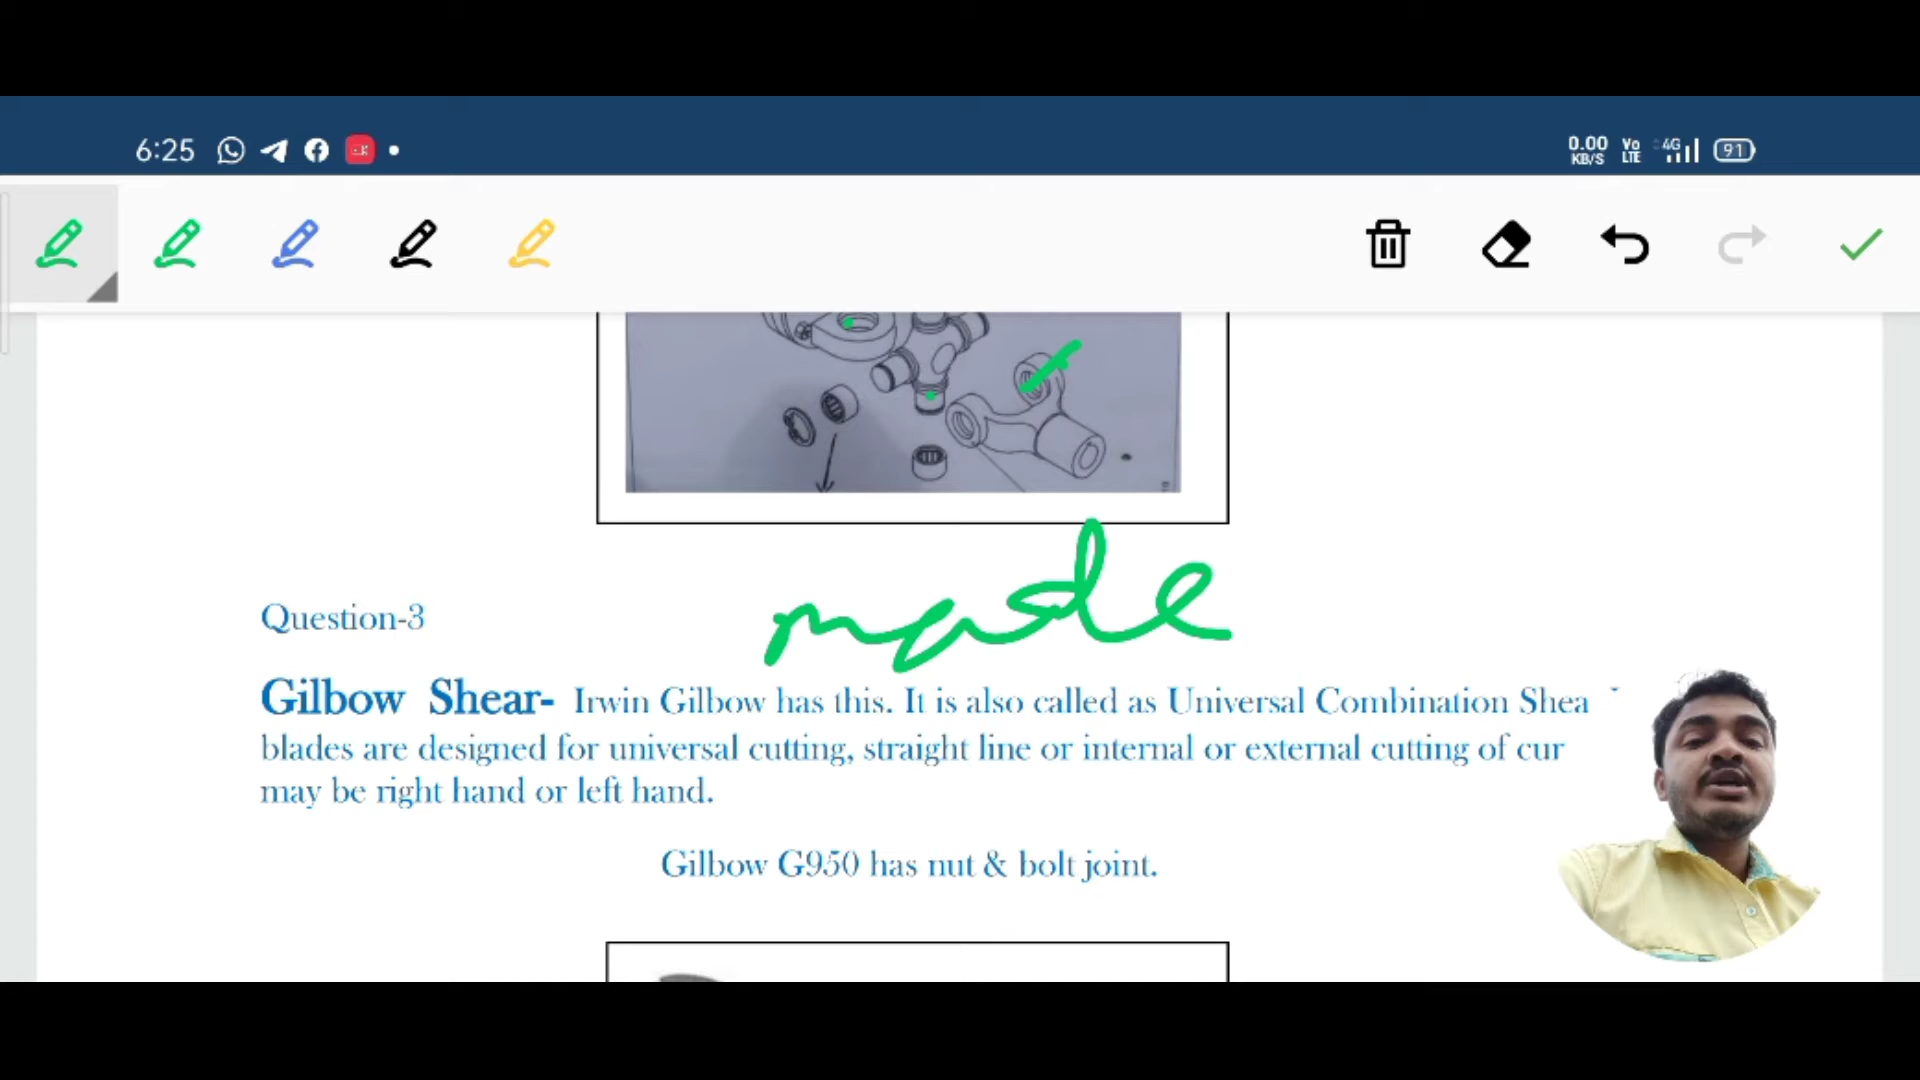 6:25
0.00 KB/S Vo LTE 4G 91
made
Question-3
Gilbow Shear- Irwin Gilbow has this. It is also called as Universal Combination Shea
blades are designed for universal cutting, straight line or internal or external cutting of cur
may be right hand or left hand.
Gilbow G950 has nut & bolt joint.